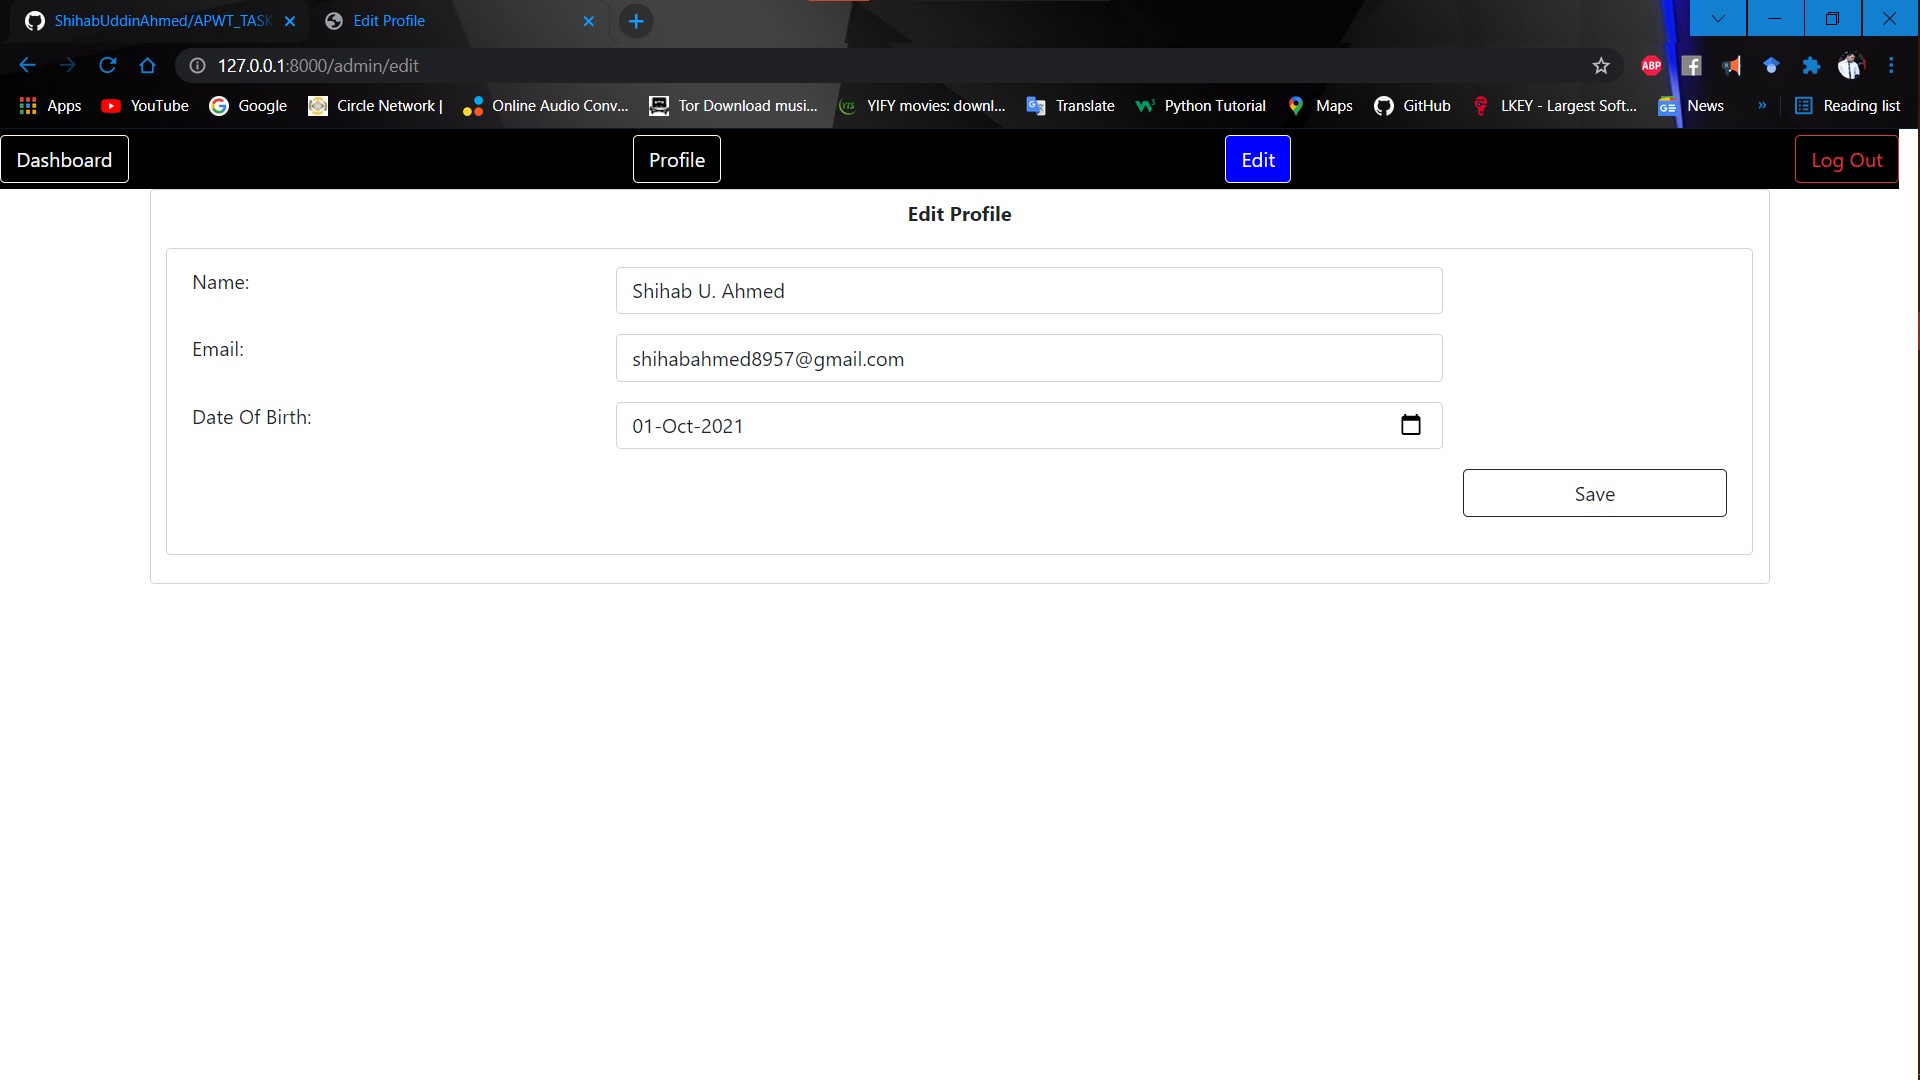 ShihabUddinAhmed/APWT_TASK
Edit Profile
127.0.0.1:8000/admin/edit
ABP
Apps
YouTube
Google
Circle Network |
Online Audio Conv...
Tor Download musi...
YTS
YIFY movies: downl...
Translate
Python Tutorial
Maps
GitHub
LKEY - Largest Soft...
News
»
Reading list
Dashboard
Profile
Edit
Log Out
Edit Profile
Name:
Shihab U. Ahmed
Email:
shihabahmed8957@gmail.com
Date Of Birth:
01-Oct-2021
Save